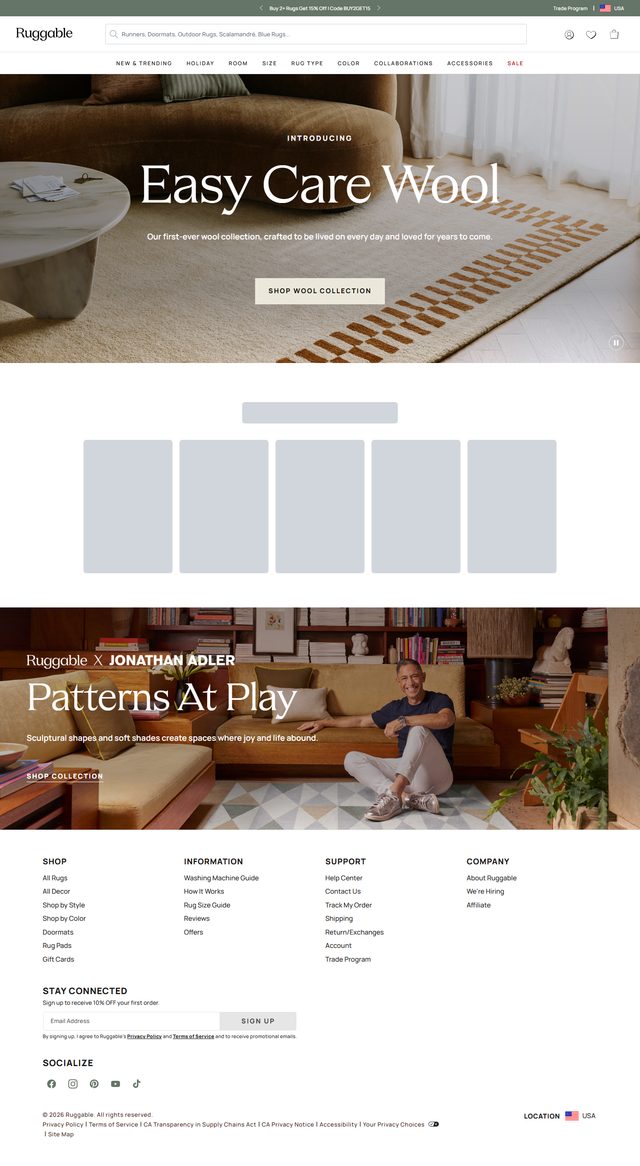 Buy 2+ Rugs Get 15% Off | Code BUY2GET15
Trade Program | USA
Ruggable
Runners, Doormats, Outdoor Rugs, Scalamandré, Blue Rugs...
NEW & TRENDING HOLIDAY ROOM SIZE RUG TYPE COLOR COLLABORATIONS ACCESSORIES SALE
INTRODUCING
Easy Care Wool
Our first-ever wool collection, crafted to be lived on every day and loved for years to come.
SHOP WOOL COLLECTION
Ruggable X JONATHAN ADLER
Patterns At Play
Sculptural shapes and soft shades create spaces where joy and life abound.
SHOP COLLECTION
SHOP
All Rugs
All Decor
Shop by Style
Shop by Color
Doormats
Rug Pads
Gift Cards
INFORMATION
Washing Machine Guide
How It Works
Rug Size Guide
Reviews
Offers
SUPPORT
Help Center
Contact Us
Track My Order
Shipping
Return/Exchanges
Account
Trade Program
COMPANY
About Ruggable
We're Hiring
Affiliate
STAY CONNECTED
Sign up to receive 10% OFF your first order.
Email Address SIGN UP
By signing up, I agree to Ruggable's Privacy Policy and Terms of Service and to receive promotional emails.
SOCIALIZE
© 2026 Ruggable. All rights reserved.
Privacy Policy | Terms of Service | CA Transparency in Supply Chains Act | CA Privacy Notice | Accessibility | Your Privacy Choices
| Site Map
LOCATION USA